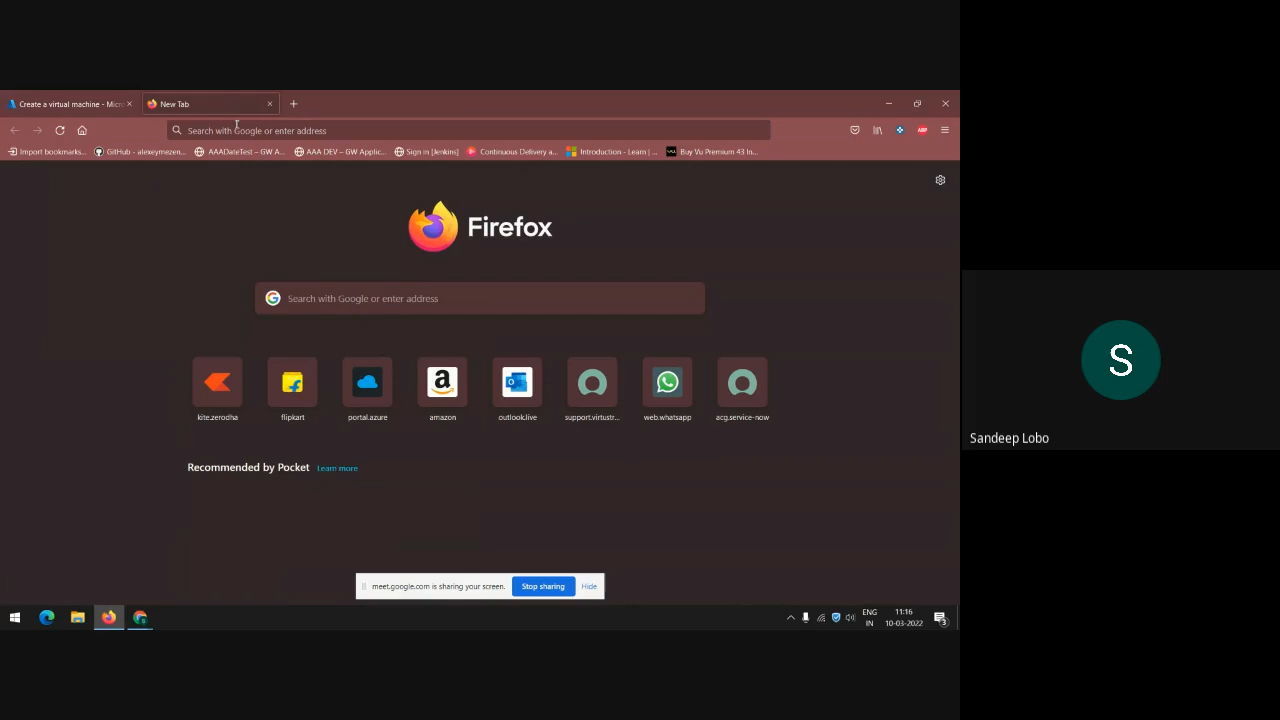 Create a virtual machine - Micro
New Tab
Search with Google or enter address
Import bookmarks...
GitHub - alexeymezen...
AAADateTest – GW A...
AAA DEV – GW Applic...
Sign in [Jenkins]
Continuous Delivery a...
Introduction - Learn | ...
Buy Vu Premium 43 In...
ABP
Firefox
Search with Google or enter address
kite.zerodha
flipkart
portal.azure
amazon
outlook.live
support.virtustr...
web.whatsapp
acg.service-now
Recommended by Pocket Learn more
meet.google.com is sharing your screen. Stop sharing Hide
ENG
IN
11:16
10-03-2022
3
S
Sandeep Lobo